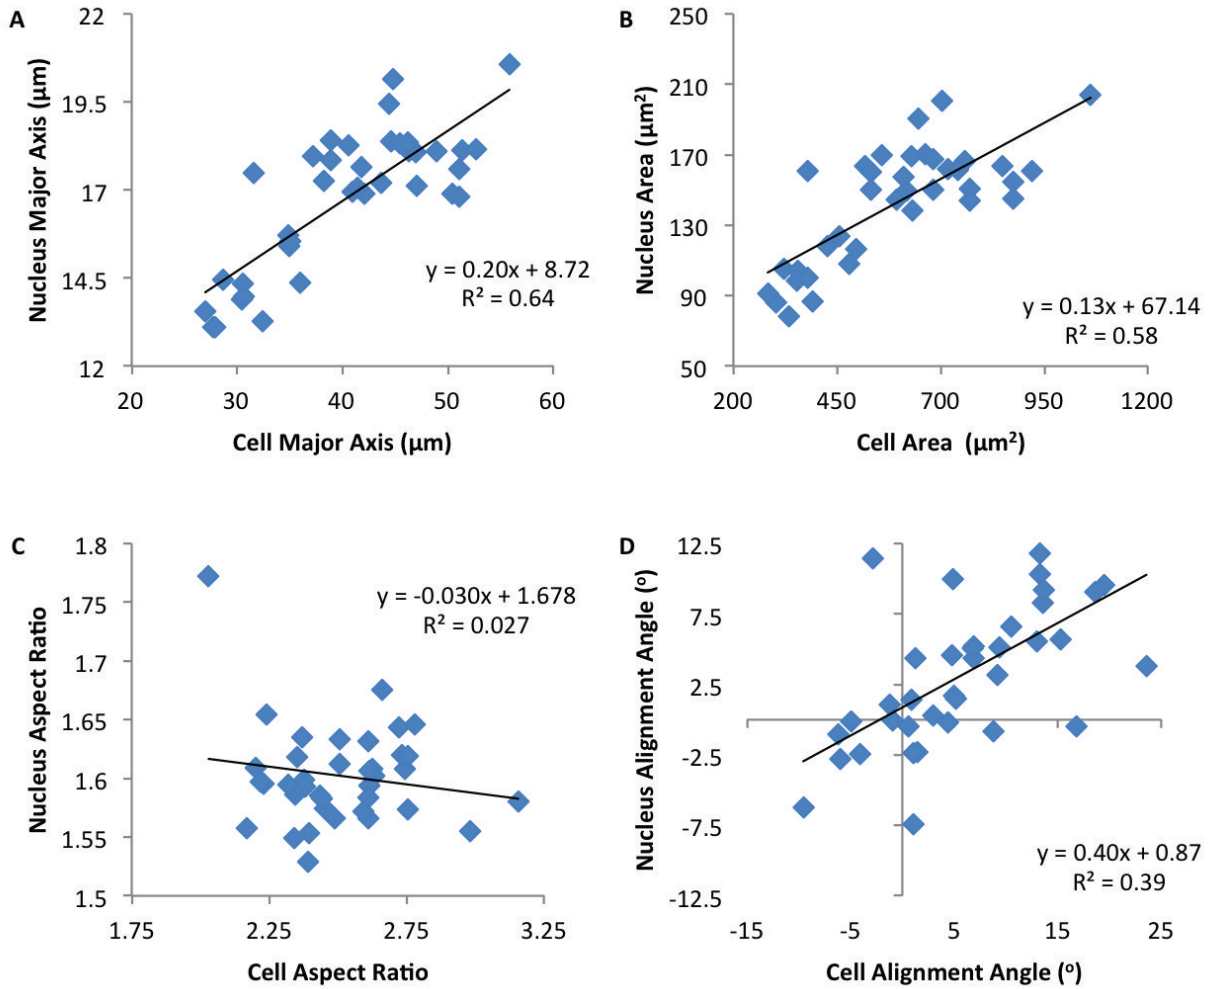 A
22
19.5
17
14.5
12
20 30 40 50 60
Nucleus Major Axis (μm)
Cell Major Axis (μm)
y = 0.20x + 8.72
R² = 0.64
B
250
210
170
130
90
50
200 450 700 950 1200
Nucleus Area (μm²)
Cell Area (μm²)
y = 0.13x + 67.14
R² = 0.58
C
1.8
1.75
1.7
1.65
1.6
1.55
1.5
1.75 2.25 2.75 3.25
Nucleus Aspect Ratio
Cell Aspect Ratio
y = -0.030x + 1.678
R² = 0.027
D
12.5
7.5
2.5
-2.5
-7.5
-12.5
-15 -5 5 15 25
Nucleus Alignment Angle (º)
Cell Alignment Angle (º)
y = 0.40x + 0.87
R² = 0.39